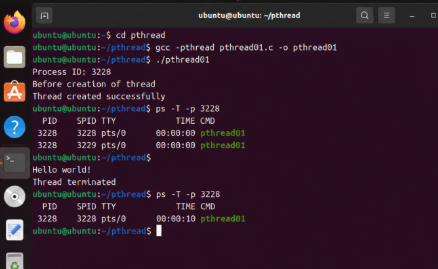 ubuntu@ubuntu: ~/pthread
ubuntu@ubuntu:~$ cd pthread
ubuntu@ubuntu:~/pthread$ gcc -pthread pthread01.c -o pthread01
ubuntu@ubuntu:~/pthread$ ./pthread01
Process ID: 3228
Before creation of thread
Thread created successfully
ubuntu@ubuntu:~/pthread$ ps -T -p 3228
PID SPID TTY TIME CMD
3228 3228 pts/0 00:00:00 pthread01
3228 3229 pts/0 00:00:00 pthread01
ubuntu@ubuntu:~/pthread$
Hello world!
Thread terminated
ubuntu@ubuntu:~/pthread$ ps -T -p 3228
PID SPID TTY TIME CMD
3228 3228 pts/0 00:00:10 pthread01
ubuntu@ubuntu:~/pthread$